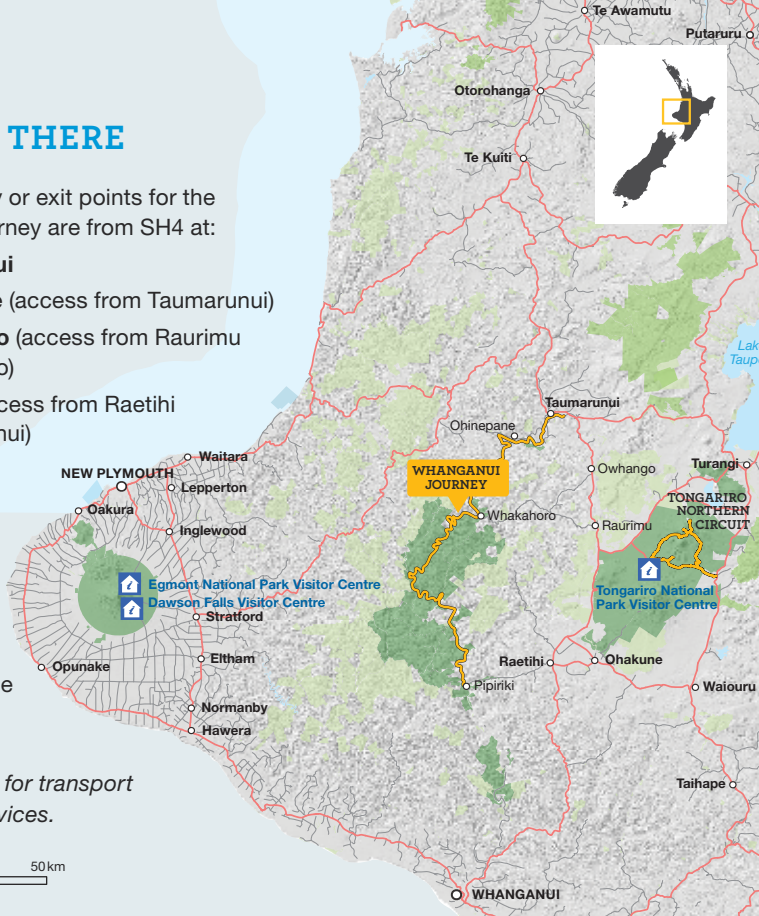 THERE
y or exit points for the
rney are from SH4 at:
ui
e (access from Taumarunui)
o (access from Raurimu
o)
cess from Raetihi
nui)
e
for transport
vices.
50 km
Te Awamutu
Putaruru
Otorohanga
Te Kuiti
Lak
Taup
Taumarunui
Ohinepane
WHANGANUI
JOURNEY
Owhango
Turangi
TONGARIRO
NORTHERN
CIRCUIT
Whakahoro
Raurimu
Waitara
NEW PLYMOUTH
Lepperton
Oakura
Inglewood
Egmont National Park Visitor Centre
Dawson Falls Visitor Centre
Stratford
Tongariro National
Park Visitor Centre
Eltham
Opunake
Raetihi
Ohakune
Pipiriki
Waiouru
Normanby
Hawera
Taihape
WHANGANUI